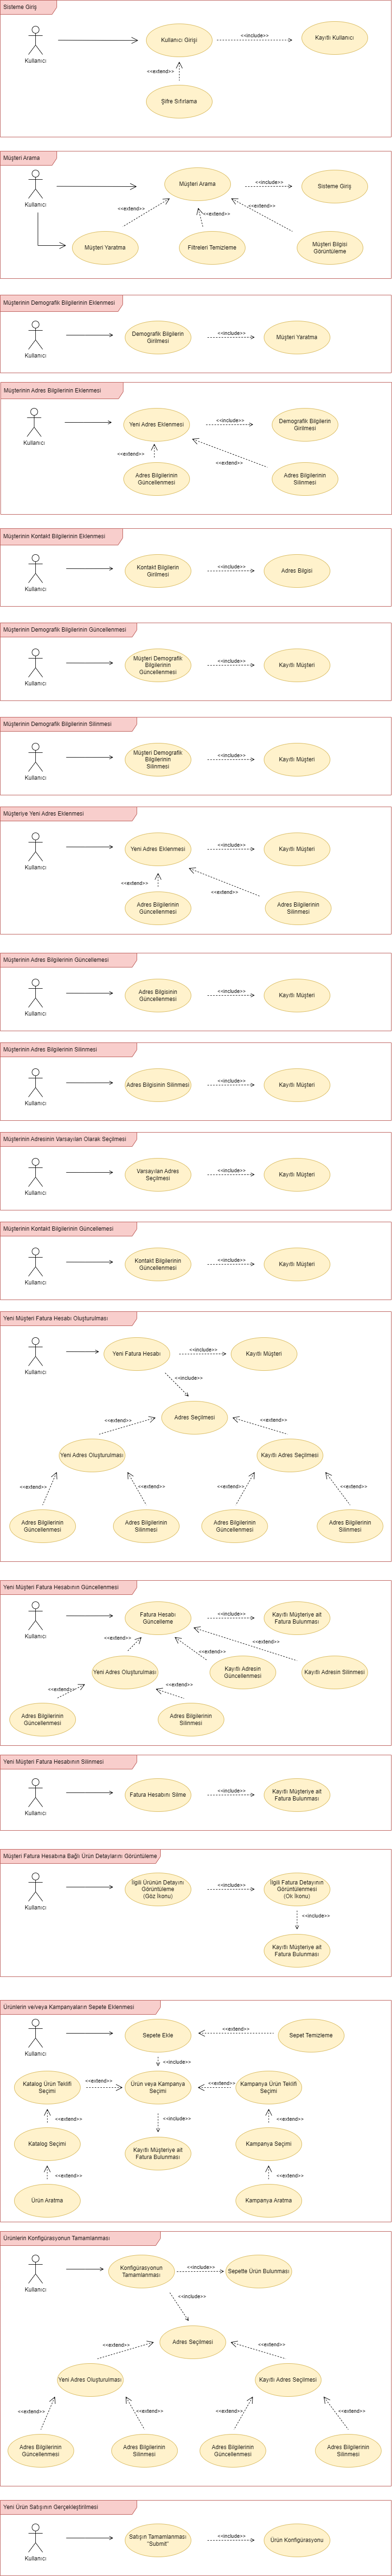 Sisteme Giriş
Kullanıcı
Kullanıcı Girişi
<<include>>
Kayıtlı Kullanıcı
<<extend>>
Şifre Sıfırlama
Müşteri Arama
Kullanıcı
Müşteri Arama
<<include>>
Sisteme Giriş
<<extend>>
<<extend>>
<<extend>>
Müşteri Yaratma
Filtreleri Temizleme
Müşteri Bilgisi
Görüntüleme
Müşterinin Demografik Bilgilerinin Eklenmesi
Kullanıcı
Demografik Bilgilerin
Girilmesi
<<include>>
Müşteri Yaratma
Müşterinin Adres Bilgilerinin Eklenmesi
Kullanıcı
Yeni Adres Eklenmesi
<<include>>
Demografik Bilgilerin
Girilmesi
<<extend>>
<<extend>>
Adres Bilgilerinin
Güncellenmesi
Adres Bilgilerinin
Silinmesi
Müşterinin Kontakt Bilgilerinin Eklenmesi
Kullanıcı
Kontakt Bilgilerin
Girilmesi
<<include>>
Adres Bilgisi
Müşterinin Demografik Bilgilerinin Güncellenmesi
Kullanıcı
Müşteri Demografik
Bilgilerinin
Güncellenmesi
<<include>>
Kayıtlı Müşteri
Müşterinin Demografik Bilgilerinin Silinmesi
Kullanıcı
Müşteri Demografik
Bilgilerinin
Silinmesi
<<include>>
Kayıtlı Müşteri
Müşteriye Yeni Adres Eklenmesi
Kullanıcı
Yeni Adres Eklenmesi
<<include>>
Kayıtlı Müşteri
<<extend>>
<<extend>>
Adres Bilgilerinin
Güncellenmesi
Adres Bilgilerinin
Silinmesi
Müşterinin Adres Bilgilerinin Güncellemesi
Kullanıcı
Adres Bilgisinin
Güncellenmesi
<<include>>
Kayıtlı Müşteri
Müşterinin Adres Bilgilerinin Silinmesi
Kullanıcı
Adres Bilgisinin Silinmesi
<<include>>
Kayıtlı Müşteri
Müşterinin Adresinin Varsayılan Olarak Seçilmesi
Kullanıcı
Varsayılan Adres
Seçilmesi
<<include>>
Kayıtlı Müşteri
Müşterinin Kontakt Bilgilerinin Güncellemesi
Kullanıcı
Kontakt Bilgilerinin
Güncellenmesi
<<include>>
Kayıtlı Müşteri
Yeni Müşteri Fatura Hesabı Oluşturulması
Kullanıcı
Yeni Fatura Hesabı
<<include>>
Kayıtlı Müşteri
<<include>>
Adres Seçilmesi
<<extend>>
<<extend>>
Yeni Adres Oluşturulması
Kayıtlı Adres Seçilmesi
<<extend>>
<<extend>>
<<extend>>
<<extend>>
Adres Bilgilerinin
Güncellenmesi
Adres Bilgilerinin
Silinmesi
Adres Bilgilerinin
Güncellenmesi
Adres Bilgilerinin
Silinmesi
Yeni Müşteri Fatura Hesabının Güncellenmesi
Kullanıcı
Fatura Hesabı
Güncelleme
<<include>>
Kayıtlı Müşteriye ait
Fatura Bulunması
<<extend>>
<<extend>>
<<extend>>
Yeni Adres Oluşturulması
Kayıtlı Adresin
Güncellenmesi
Kayıtlı Adresin Silinmesi
<<extend>>
<<extend>>
Adres Bilgilerinin
Güncellenmesi
Adres Bilgilerinin
Silinmesi
Yeni Müşteri Fatura Hesabının Silinmesi
Kullanıcı
Fatura Hesabını Silme
<<include>>
Kayıtlı Müşteriye ait
Fatura Bulunması
Müşteri Fatura Hesabına Bağlı Ürün Detaylarını Görüntüleme
Kullanıcı
İlgili Ürünün Detayını
Görüntüleme
(Göz İkonu)
<<include>>
İlgili Fatura Detayının
Görüntülenmesi
(Ok İkonu)
<<include>>
Kayıtlı Müşteriye ait
Fatura Bulunması
Ürünlerin ve/veya Kampanyaların Sepete Eklenmesi
Kullanıcı
Sepete Ekle
<<extend>>
Sepet Temizleme
<<include>>
Katalog Ürün Teklifi
Seçimi
<<extend>>
Ürün veya Kampanya
Seçimi
<<extend>>
Kampanya Ürün Teklifi
Seçimi
<<extend>>
<<include>>
<<extend>>
Katalog Seçimi
Kayıtlı Müşteriye ait
Fatura Bulunması
Kampanya Seçimi
<<extend>>
<<extend>>
Ürün Aratma
Kampanya Aratma
Ürünlerin Konfigürasyonun Tamamlanması
Kullanıcı
Konfigürasyonun
Tamamlanması
<<include>>
Sepette Ürün Bulunması
<<include>>
Adres Seçilmesi
<<extend>>
<<extend>>
Yeni Adres Oluşturulması
Kayıtlı Adres Seçilmesi
<<extend>>
<<extend>>
<<extend>>
<<extend>>
Adres Bilgilerinin
Güncellenmesi
Adres Bilgilerinin
Silinmesi
Adres Bilgilerinin
Güncellenmesi
Adres Bilgilerinin
Silinmesi
Yeni Ürün Satışının Gerçekleştirilmesi
Kullanıcı
Satışın Tamamlanması
"Submit"
<<include>>
Ürün Konfigürasyonu